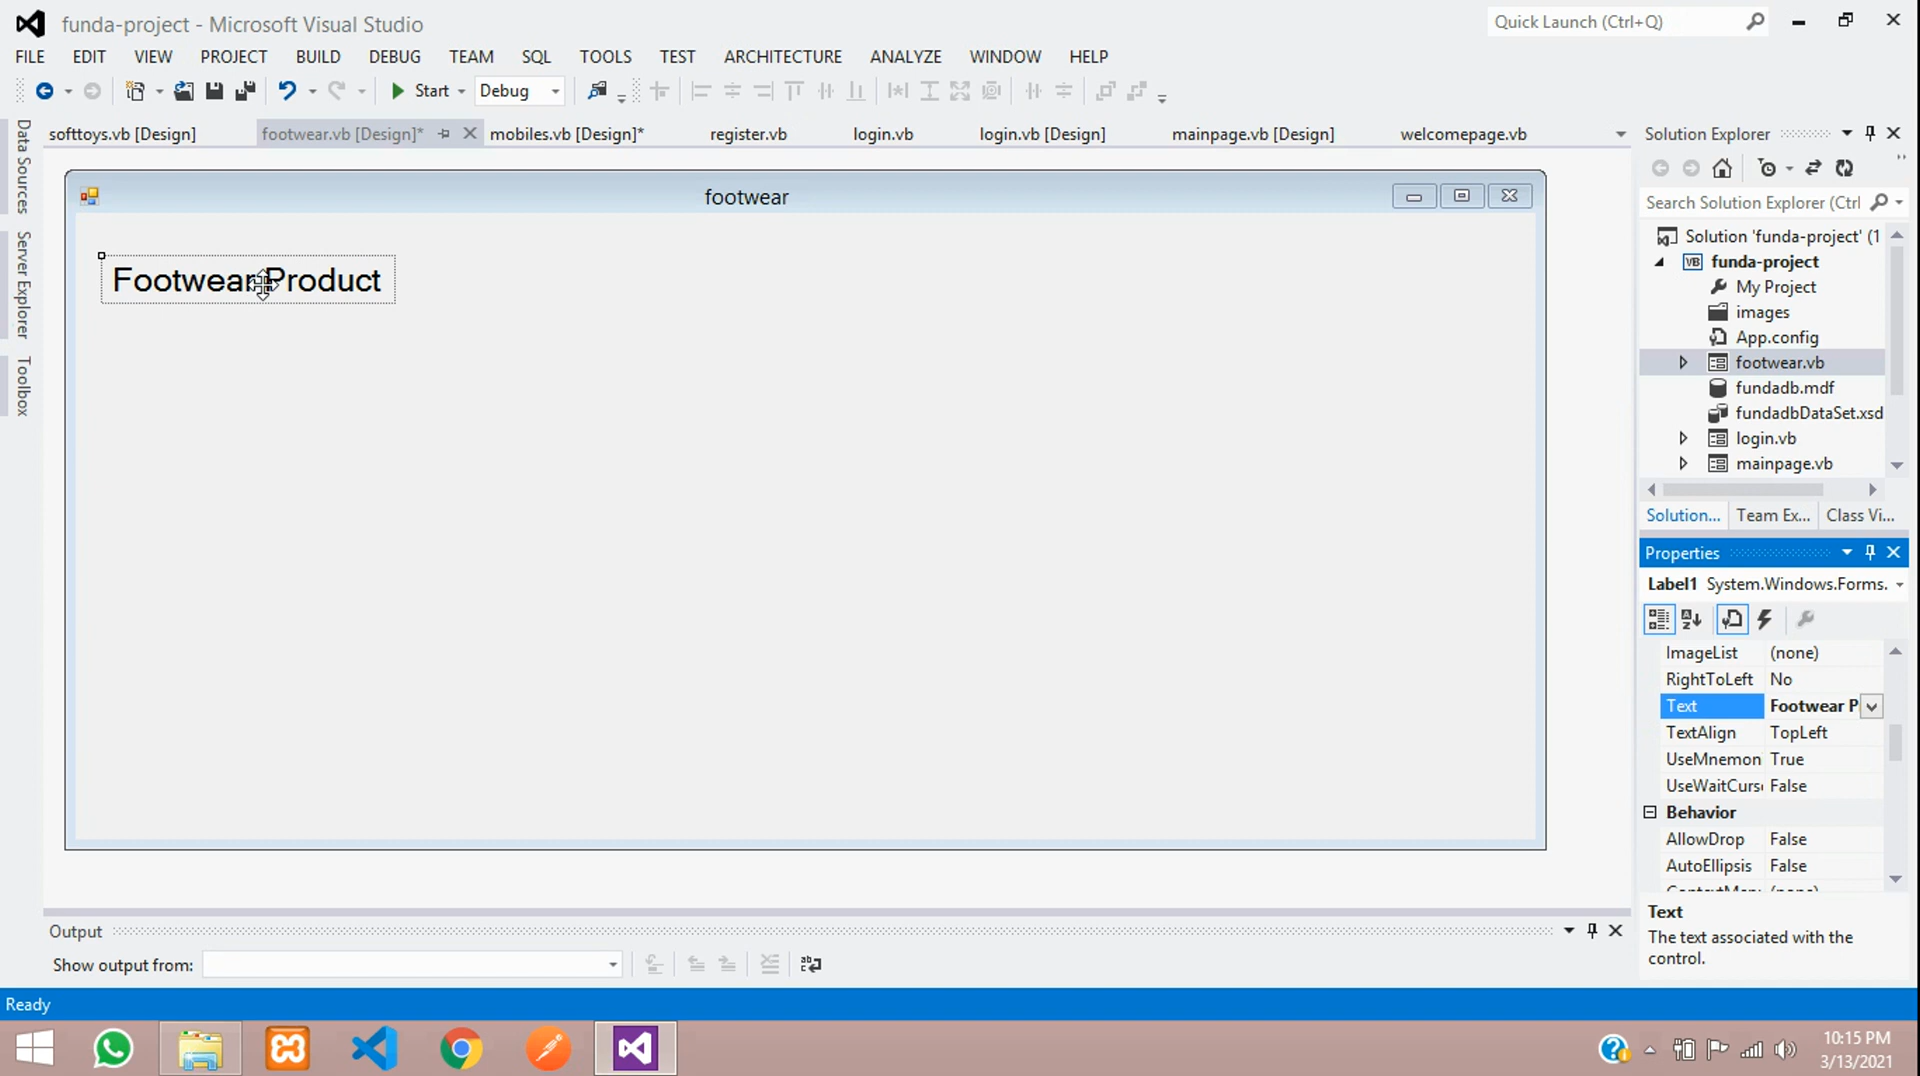 funda-project - Microsoft Visual Studio
Quick Launch (Ctrl+Q)
FILE EDIT VIEW PROJECT BUILD DEBUG TEAM SQL TOOLS TEST ARCHITECTURE ANALYZE WINDOW HELP
Start Debug
softtoys.vb [Design] footwear.vb [Design]* mobiles.vb [Design]* register.vb login.vb login.vb [Design] mainpage.vb [Design] welcomepage.vb
Data Sources
Server Explorer
Toolbox
footwear
Footwear Product
Solution Explorer
Search Solution Explorer (Ctrl
Solution 'funda-project' (1
funda-project
My Project
images
App.config
footwear.vb
fundadb.mdf
fundadbDataSet.xsd
login.vb
mainpage.vb
Solution... Team Ex... Class Vi...
Properties
Label1 System.Windows.Forms.
ImageList (none)
RightToLeft No
Text Footwear P
TextAlign TopLeft
UseMnemon True
UseWaitCurs False
Behavior
AllowDrop False
AutoEllipsis False
Text
The text associated with the
control.
Output
Show output from:
Ready
10:15 PM
3/13/2021